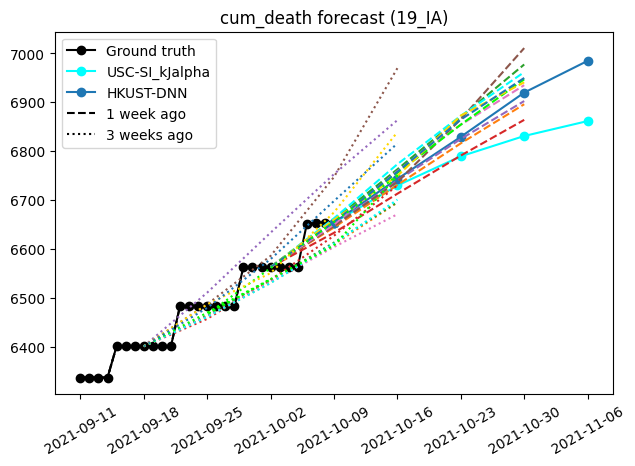 cum_death forecast (19_IA)
Ground truth
USC-SI_kJalpha
HKUST-DNN
1 week ago
3 weeks ago
7000
6900
6800
6700
6600
6500
6400
2021-09-11
2021-09-18
2021-09-25
2021-10-02
2021-10-09
2021-10-16
2021-10-23
2021-10-30
2021-11-06